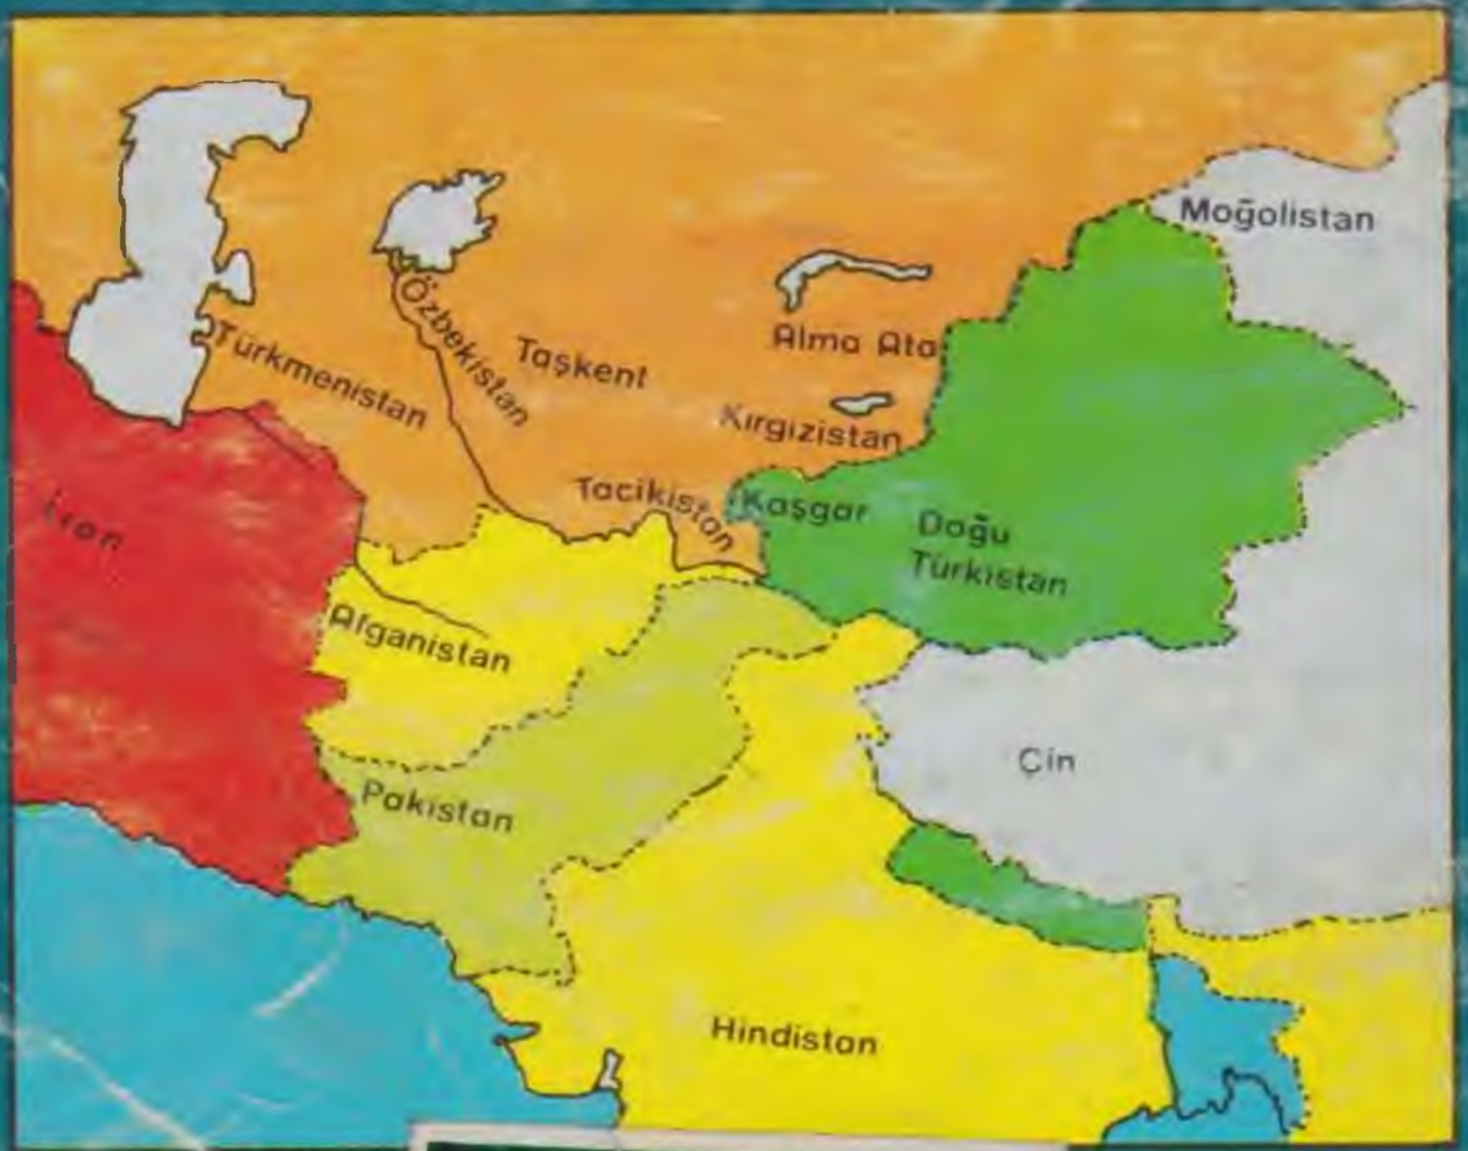 Moğolistan
Özbekistan
Taşkent
Alma Ata
Türkmenistan
Kırgızistan
Tacikistan
Kaşgar
Doğu
Türkistan
İran
Afganistan
Pakistan
Çin
Hindistan